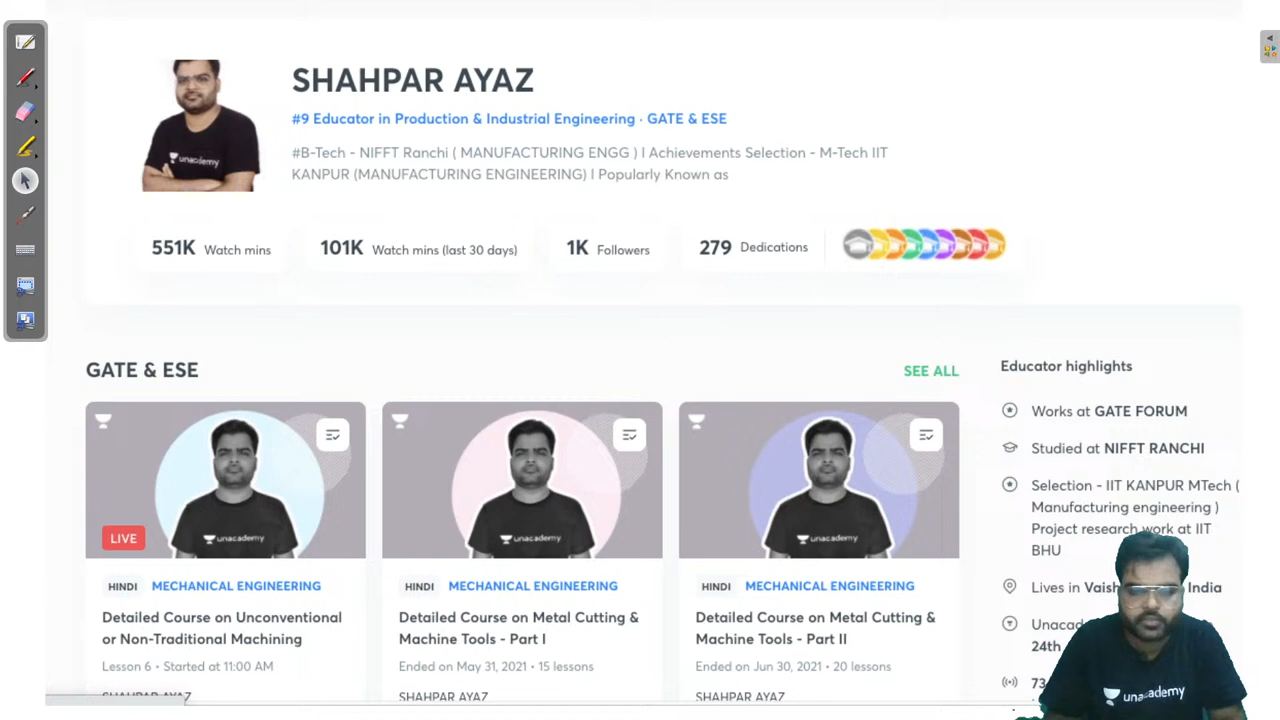 SHAHPAR AYAZ
#9 Educator in Production & Industrial Engineering · GATE & ESE
#B-Tech - NIFFT Ranchi ( MANUFACTURING ENGG ) l Achievements Selection - M-Tech IIT
KANPUR (MANUFACTURING ENGINEERING) l Popularly Known as
unacademy
551K Watch mins
101K Watch mins (last 30 days)
1K Followers
279 Dedications
GATE & ESE
SEE ALL
unacademy
LIVE
HINDI MECHANICAL ENGINEERING
Detailed Course on Unconventional
or Non-Traditional Machining
Lesson 6 • Started at 11:00 AM
SHAHPAR AYAZ
unacademy
HINDI MECHANICAL ENGINEERING
Detailed Course on Metal Cutting &
Machine Tools - Part I
Ended on May 31, 2021 • 15 lessons
SHAHPAR AYAZ
unacademy
HINDI MECHANICAL ENGINEERING
Detailed Course on Metal Cutting &
Machine Tools - Part II
Ended on Jun 30, 2021 • 20 lessons
SHAHPAR AYAZ
Educator highlights
Works at GATE FORUM
Studied at NIFFT RANCHI
Selection - IIT KANPUR MTech (
Manufacturing engineering )
Project research work at IIT
BHU
Lives in Vaish India
Unacad
24th
73
unacademy